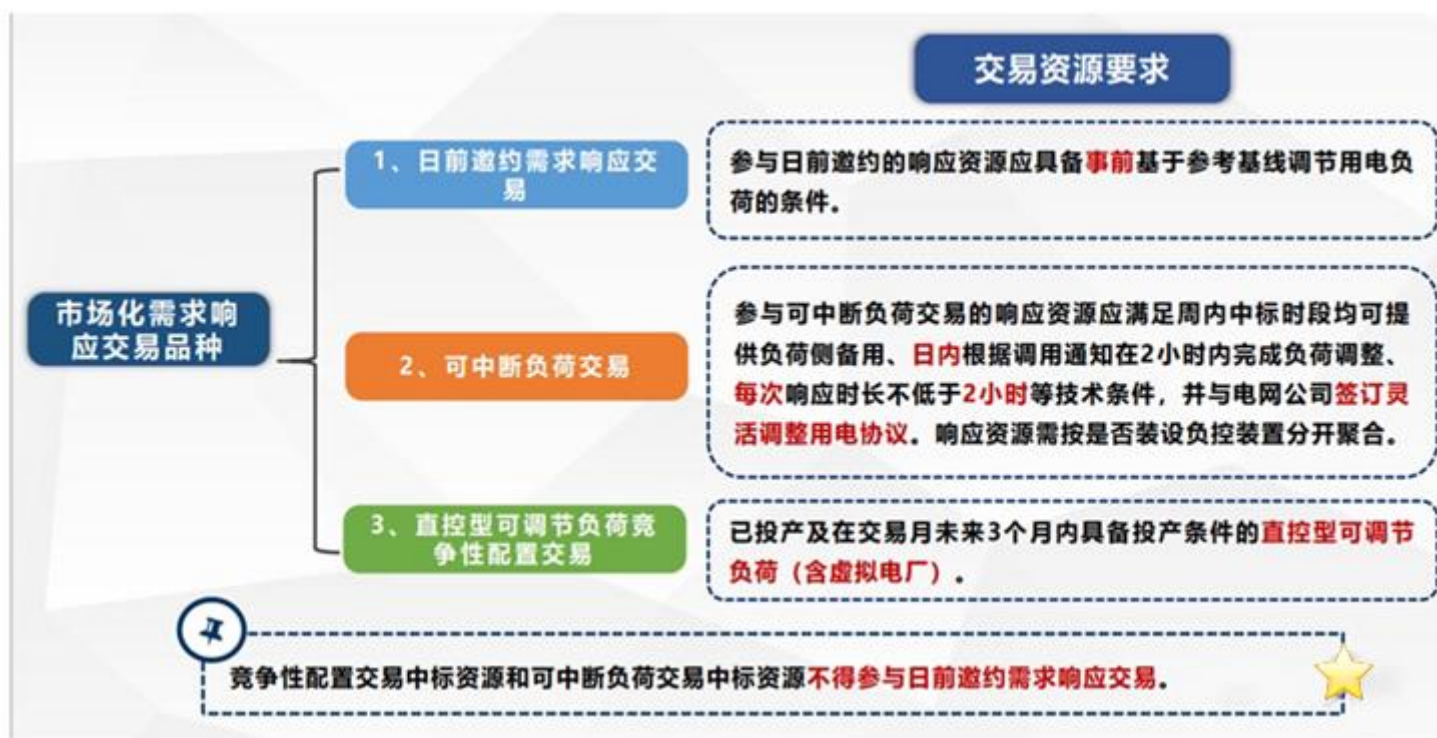 交易资源要求
1、日前邀约需求响应交
易
参与日前邀约的响应资源应具备事前基于参考基线调节用电负
荷的条件。
市场化需求响
应交易品种
2、可中断负荷交易
参与可中断负荷交易的响应资源应满足周内中标时段均可提
供负荷侧备用、日内根据调用通知在2小时内完成负荷调整、
每次响应时长不低于2小时等技术条件，并与电网公司签订灵
活调整用电协议。响应资源需按是否装设负控装置分开聚合。
3、直控型可调节负荷竞
争性配置交易
已投产及在交易月未来3个月内具备投产条件的直控型可调节
负荷（含虚拟电厂）。
竞争性配置交易中标资源和可中断负荷交易中标资源不得参与日前邀约需求响应交易。